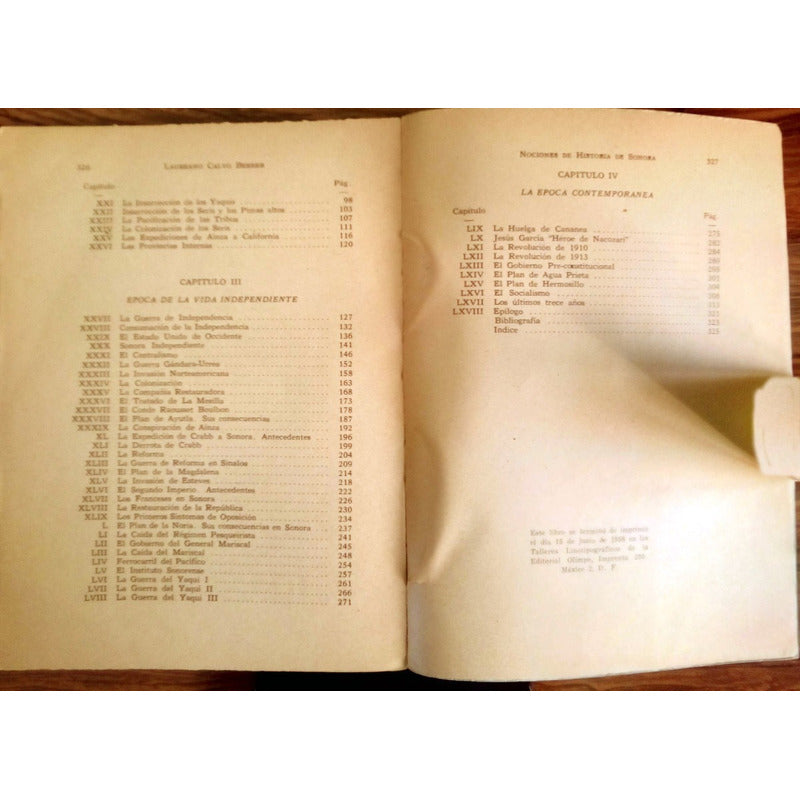 326 LAUREANO CALVO BERBER
Capítulo Pág
XXI La Insurrección de los Yaquis 98
XXII Insurrección de los Seris y los Pimas altos 103
XXIII La Pacificación de las Tribus 107
XXIV La Colonización de los Seris 111
XXV Las Expediciones de Ainza a California 116
XXVI Las Provincias Internas 120
CAPITULO III
EPOCA DE LA VIDA INDEPENDIENTE
XXVII La Guerra de Independencia 127
XXVIII Consumación de la Independencia 132
XXIX El Estado Unido de Occidente 136
XXX Sonora Independiente 141
XXXI El Centralismo 146
XXXII La Guerra Gándara-Urrea 152
XXXIII La Invasión Norteamericana 158
XXXIV La Colonización 163
XXXV La Compañía Restauradora 168
XXXVI El Tratado de La Mesilla 173
XXXVII El Conde Raousset Boulbon 178
XXXVIII El Plan de Ayutla. Sus consecuencias 187
XXXIX La Conspiración de Ainza 192
XL La Expedición de Crabb a Sonora. Antecedentes 196
XLI La Derrota de Crabb 199
XLII La Reforma 204
XLIII La Guerra de Reforma en Sinaloa 209
XLIV El Plan de la Magdalena 214
XLV La Invasión de Esteves 218
XLVI El Segundo Imperio. Antecedentes 222
XLVII Los Franceses en Sonora 226
XLVIII La Restauración de la República 230
XLIX Los Primeros Síntomas de Oposición 234
L El Plan de la Noria. Sus consecuencias en Sonora 237
LI La Caída del Régimen Pesqueirista 241
LII El Gobierno del General Mariscal 245
LIII La Caída del Mariscal 248
LIV Ferrocarril del Pacífico 254
LV El Instituto Sonorense 257
LVI La Guerra del Yaqui I 261
LVII La Guerra del Yaqui II 266
LVIII La Guerra del Yaqui III 271
NOCIONES DE HISTORIA DE SONORA 327
CAPITULO IV
LA EPOCA CONTEMPORANEA
Capítulo Pág
LIX La Huelga de Cananea 275
LX Jesús García "Héroe de Nacozari" 282
LXI La Revolución de 1910 284
LXII La Revolución de 1913 289
LXIII El Gobierno Pre-constitucional 298
LXIV El Plan de Agua Prieta 301
LXV El Plan de Hermosillo 304
LXVI El Socialismo 306
LXVII Los últimos trece años 313
LXVIII Epílogo 321
Bibliografía 323
Indice 325
Este libro se terminó de imprimir
el día 15 de Junio de 1958 en los
Talleres Linotipográficos de la
Editorial Olimpo, Imprenta
México 2, D. F.